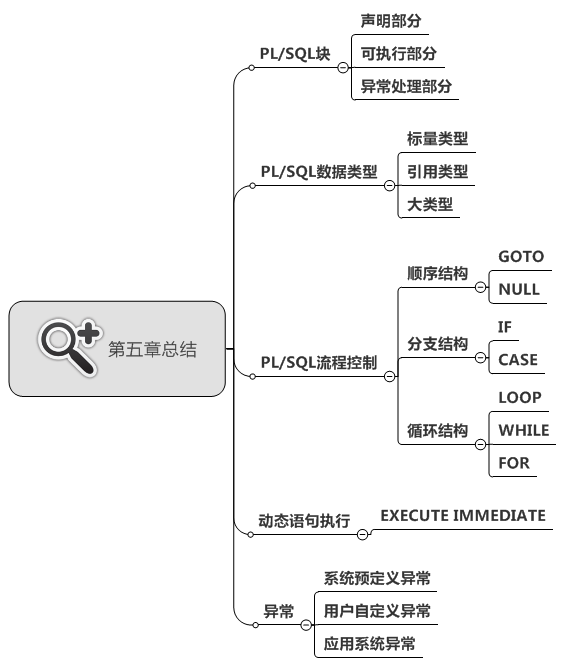 第五章总结
PL/SQL块
声明部分
可执行部分
异常处理部分
PL/SQL数据类型
标量类型
引用类型
大类型
PL/SQL流程控制
顺序结构
GOTO
NULL
分支结构
IF
CASE
循环结构
LOOP
WHILE
FOR
动态语句执行
EXECUTE IMMEDIATE
异常
系统预定义异常
用户自定义异常
应用系统异常